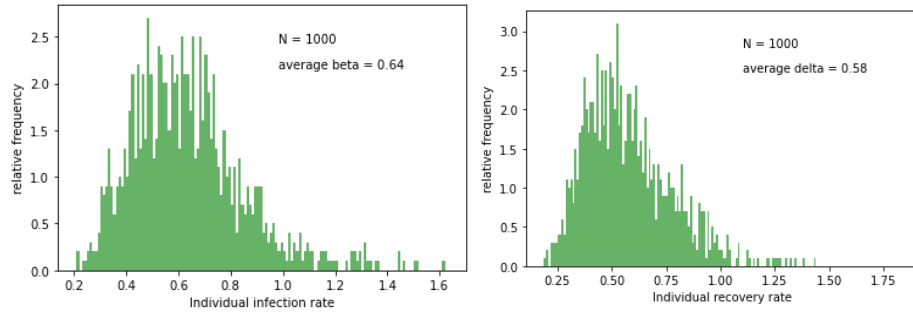 N = 1000
average beta = 0.64
relative frequency
2.5
2.0
1.5
1.0
0.5
0.0
0.2 0.4 0.6 0.8 1.0 1.2 1.4 1.6
Individual infection rate
N = 1000
average delta = 0.58
relative frequency
3.0
2.5
2.0
1.5
1.0
0.5
0.0
0.25 0.50 0.75 1.00 1.25 1.50 1.75
Individual recovery rate